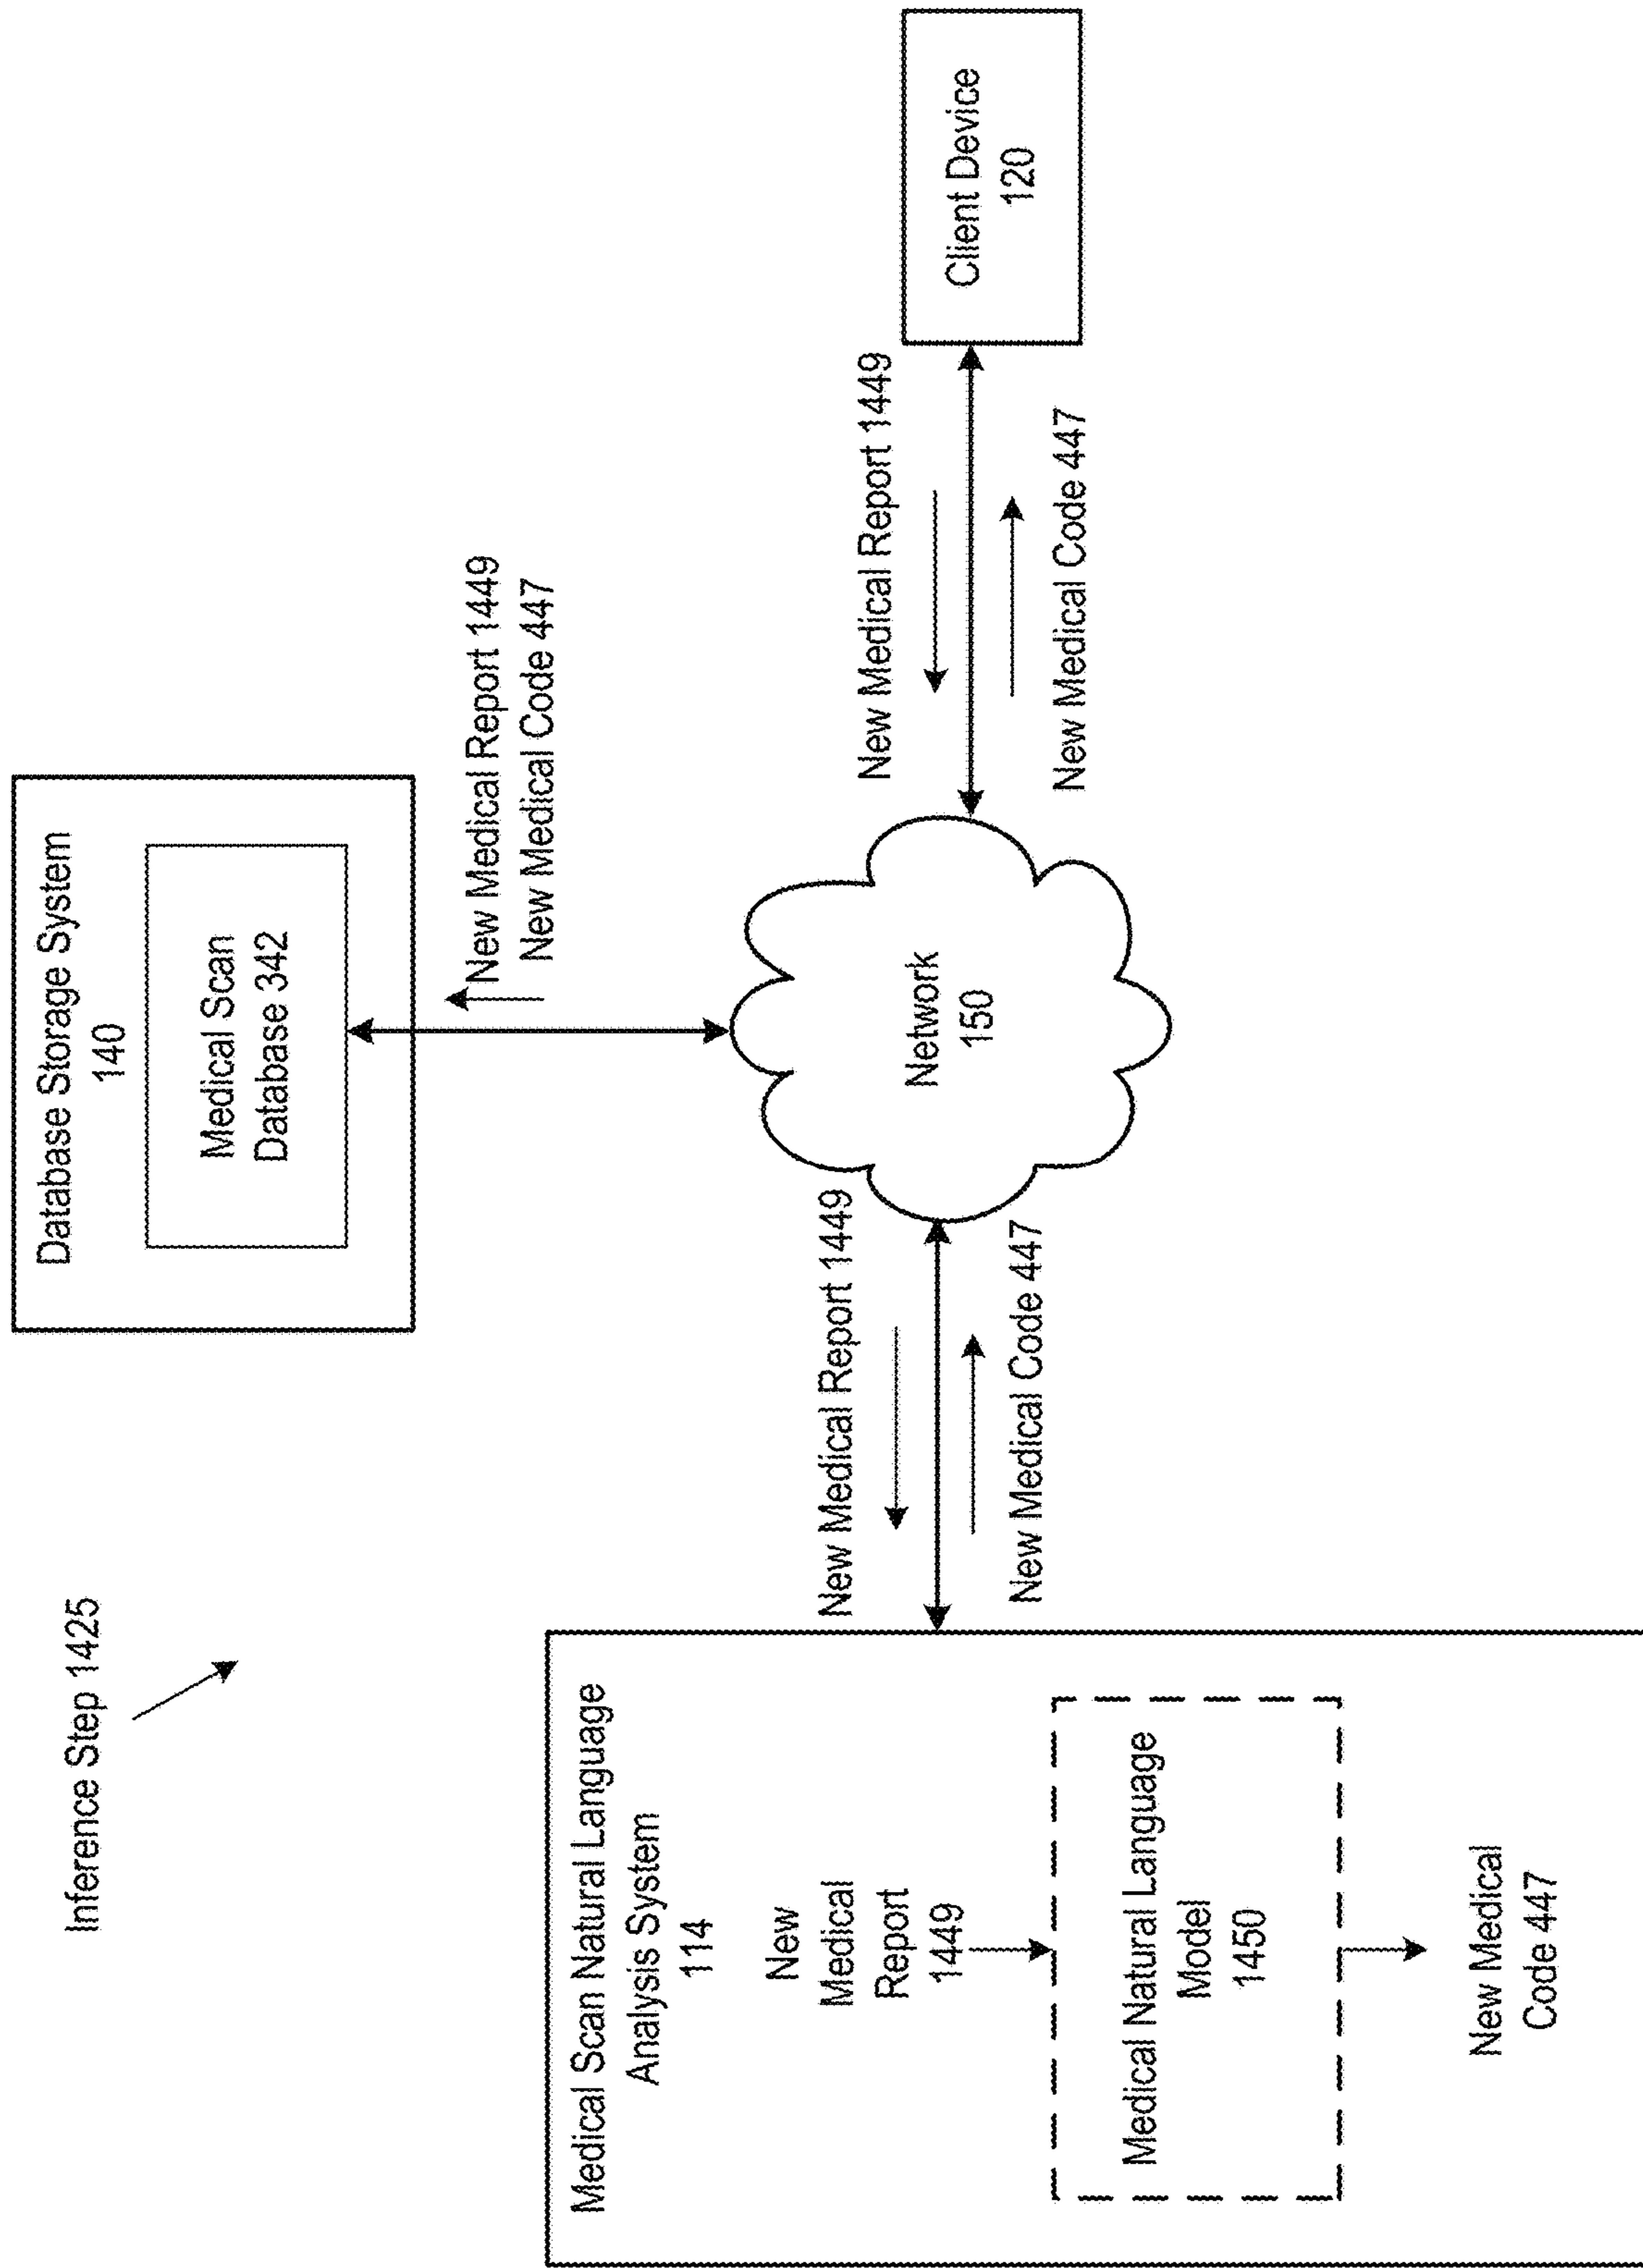 Inference Step 1425
Database Storage System
140
Medical Scan
Database 342
New Medical Report 1449
New Medical Code 447
Medical Scan Natural Language
Analysis System
114
New
Medical
Report
1449
Medical Natural Language
Model
1450
New Medical
Code 447
New Medical Report 1449
New Medical Code 447
Network
150
New Medical Report 1449
New Medical Code 447
Client Device
120